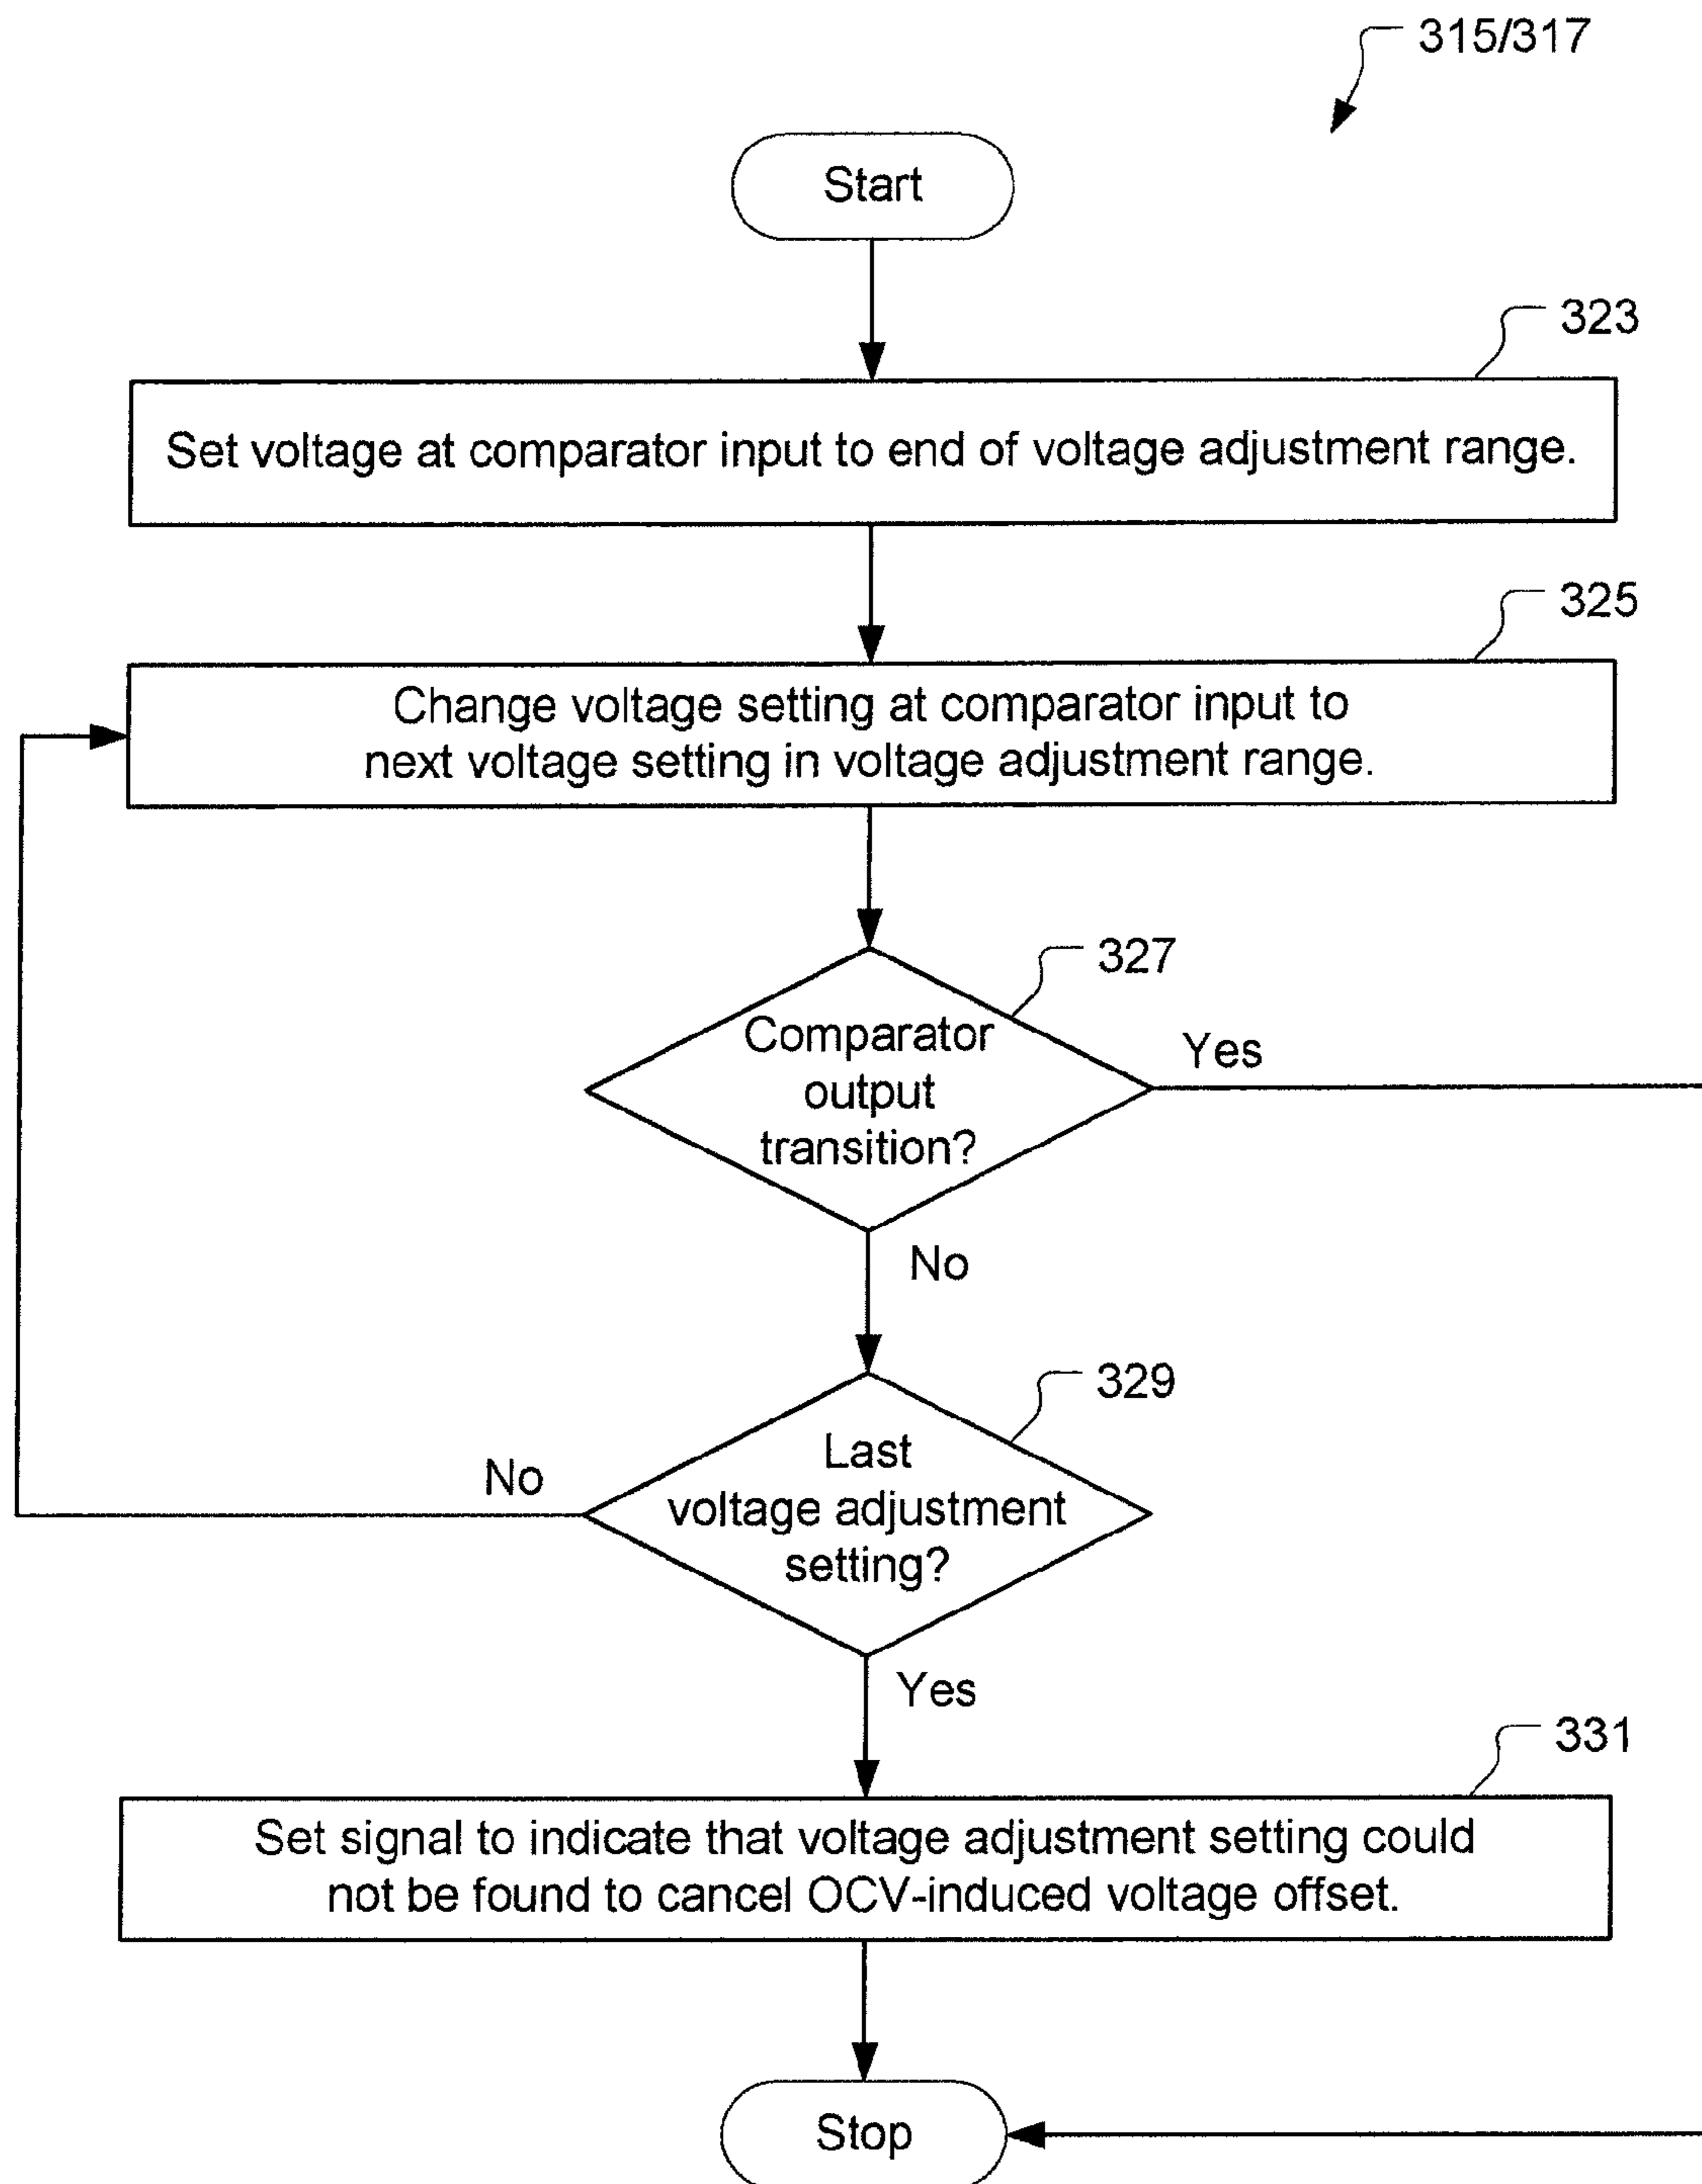 315/317
Start
323
Set voltage at comparator input to end of voltage adjustment range.
325
Change voltage setting at comparator input to
next voltage setting in voltage adjustment range.
327
Comparator
output
transition?
Yes
No
329
Last
voltage adjustment
setting?
No
Yes
331
Set signal to indicate that voltage adjustment setting could
not be found to cancel OCV-induced voltage offset.
Stop